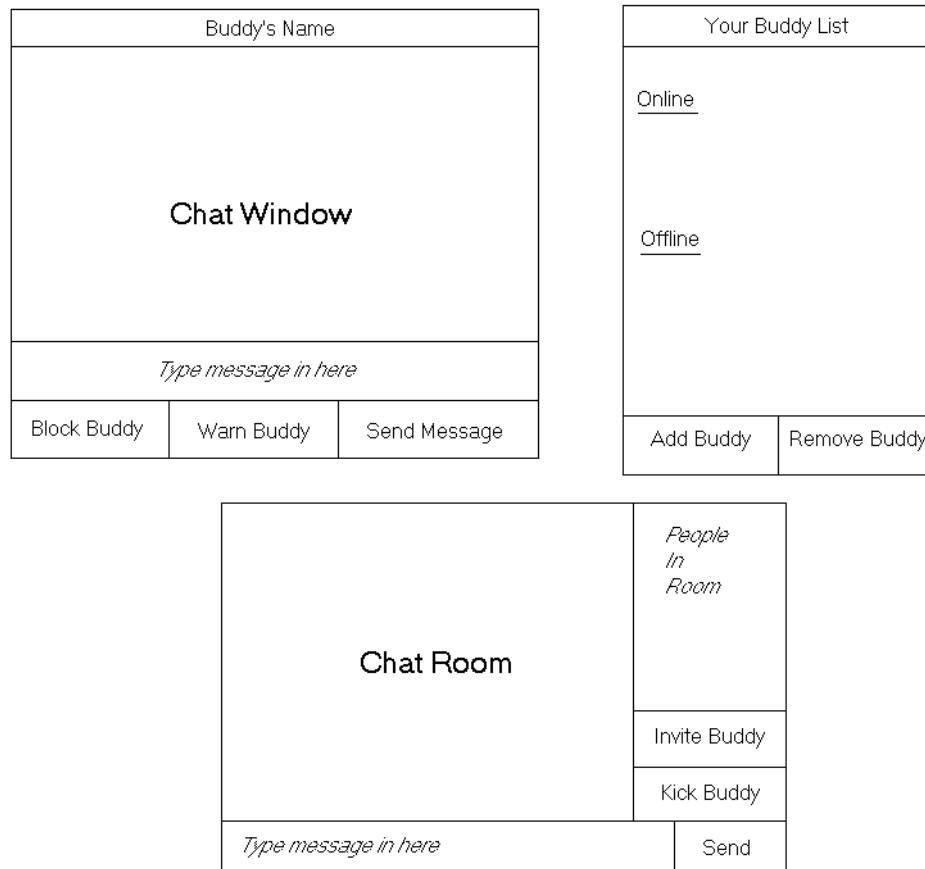 Buddy's Name
Chat Window
Type message in here
Block Buddy
Warn Buddy
Send Message
Your Buddy List
Online
Offline
Add Buddy
Remove Buddy
Chat Room
People
In
Room
Invite Buddy
Kick Buddy
Type message in here
Send